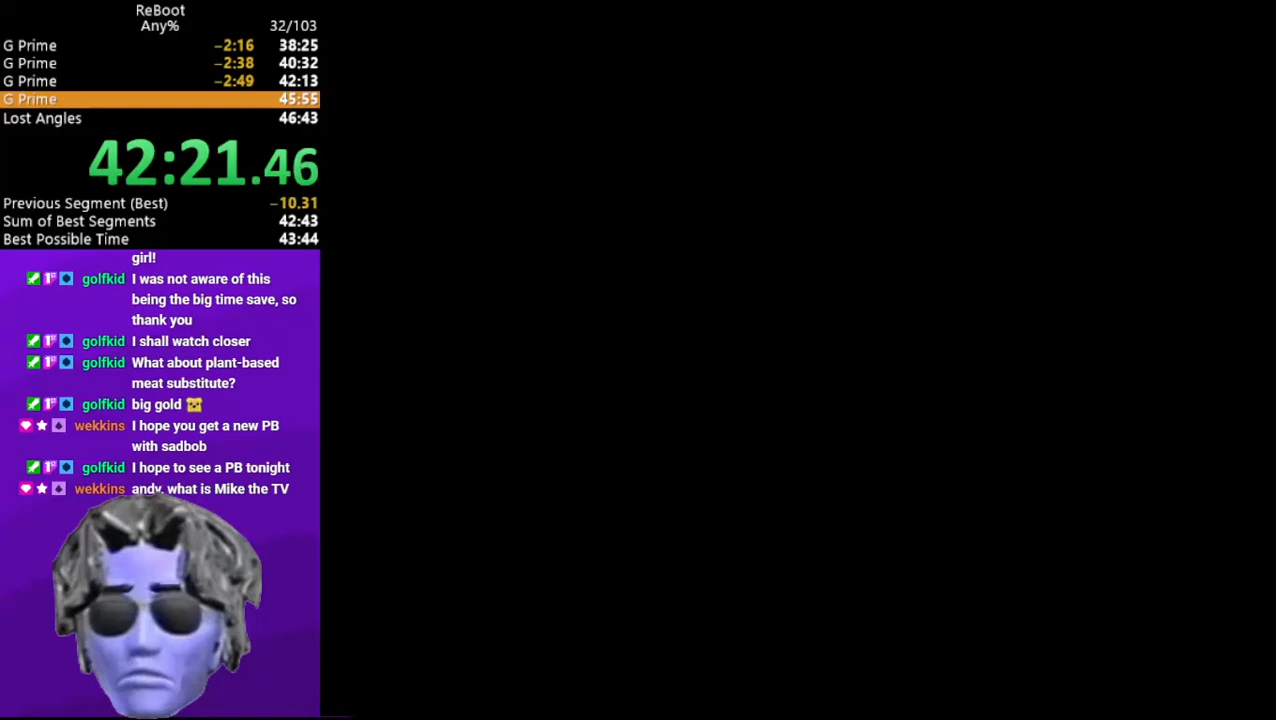 ReBoot
Any%
32/103
G Prime −2:16 38:25
G Prime −2:38 40:32
G Prime −2:49 42:13
G Prime 45:55
Lost Angles 46:43
42:21.46
Previous Segment (Best) −10.31
Sum of Best Segments 42:43
Best Possible Time 43:44
girl!
golfkid I was not aware of this
being the big time save, so
thank you
golfkid I shall watch closer
golfkid What about plant-based
meat substitute?
golfkid big gold
wekkins I hope you get a new PB
with sadbob
golfkid I hope to see a PB tonight
wekkins andy, what is Mike the TV